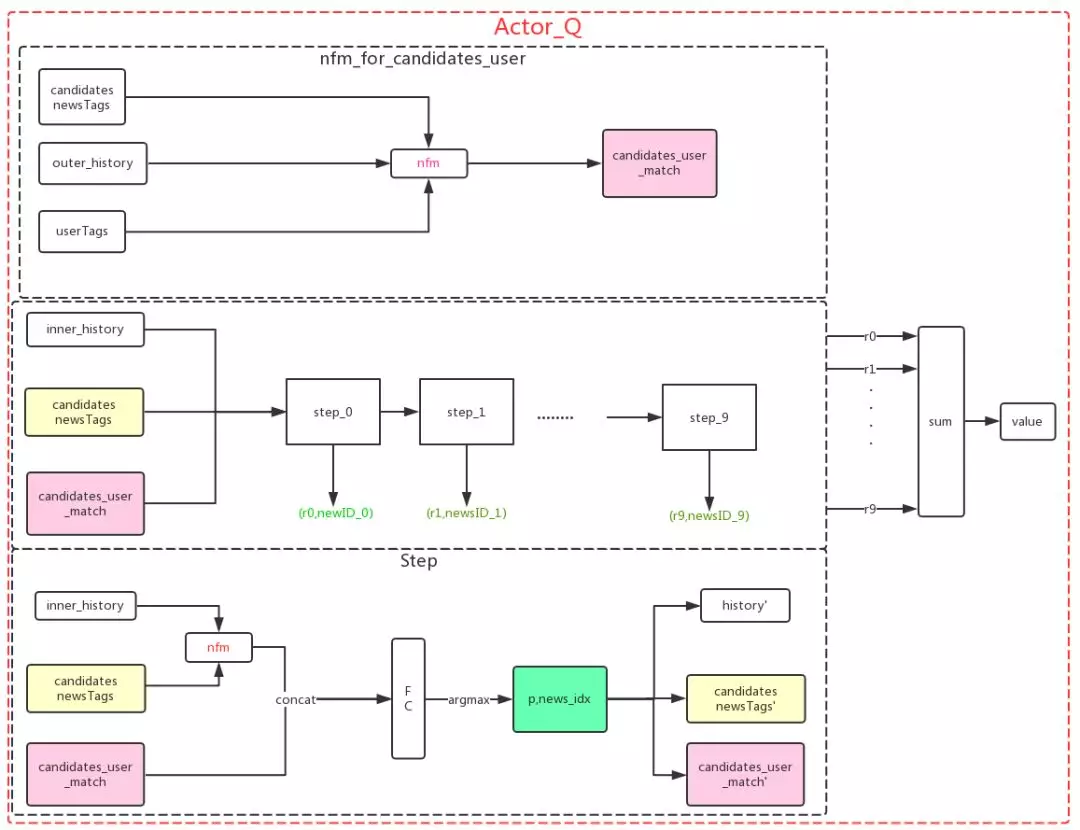 Actor_Q
nfm_for_candidates_user
candidates
newsTags
outer_history
userTags
nfm
candidates_user
_match
inner_history
candidates
newsTags
candidates_user
_match
step_0
step_1
........
step_9
(r0,newID_0)
(r1,newsID_1)
(r9,newsID_9)
r0
r1
r9
sum
value
Step
inner_history
candidates
newsTags
candidates_user
_match
nfm
concat
F
C
argmax
p,news_idx
history'
candidates
newsTags'
candidates_user
_match'